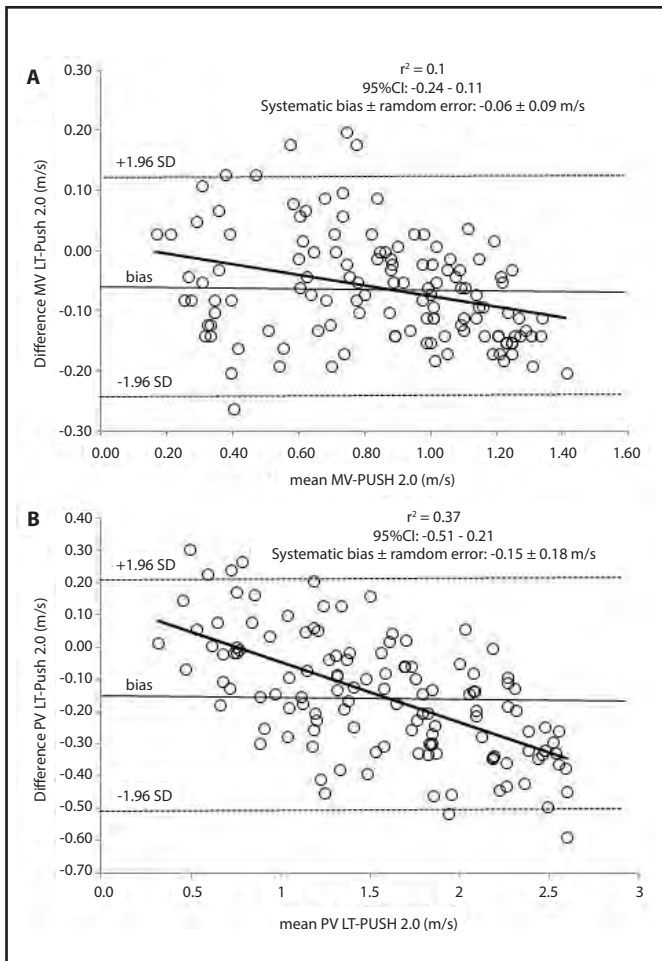 A
r² = 0.1
95%CI: -0.24 - 0.11
Systematic bias ± ramdom error: -0.06 ± 0.09 m/s
0.30
0.20
0.10
0.00
-0.10
-0.20
-0.30
+1.96 SD
bias
-1.96 SD
Difference MV LT-Push 2.0 (m/s)
0.00 0.20 0.40 0.60 0.80 1.00 1.20 1.40 1.60
mean MV-PUSH 2.0 (m/s)
B
r² = 0.37
95%CI: -0.51 - 0.21
Systematic bias ± ramdom error: -0.15 ± 0.18 m/s
0.40
0.30
0.20
0.10
0.00
-0.10
-0.20
-0.30
-0.40
-0.50
-0.60
-0.70
+1.96 SD
bias
-1.96 SD
Difference PV LT-Push 2.0 (m/s)
0.0 0.5 1 1.5 2 2.5 3
mean PV LT-PUSH 2.0 (m/s)